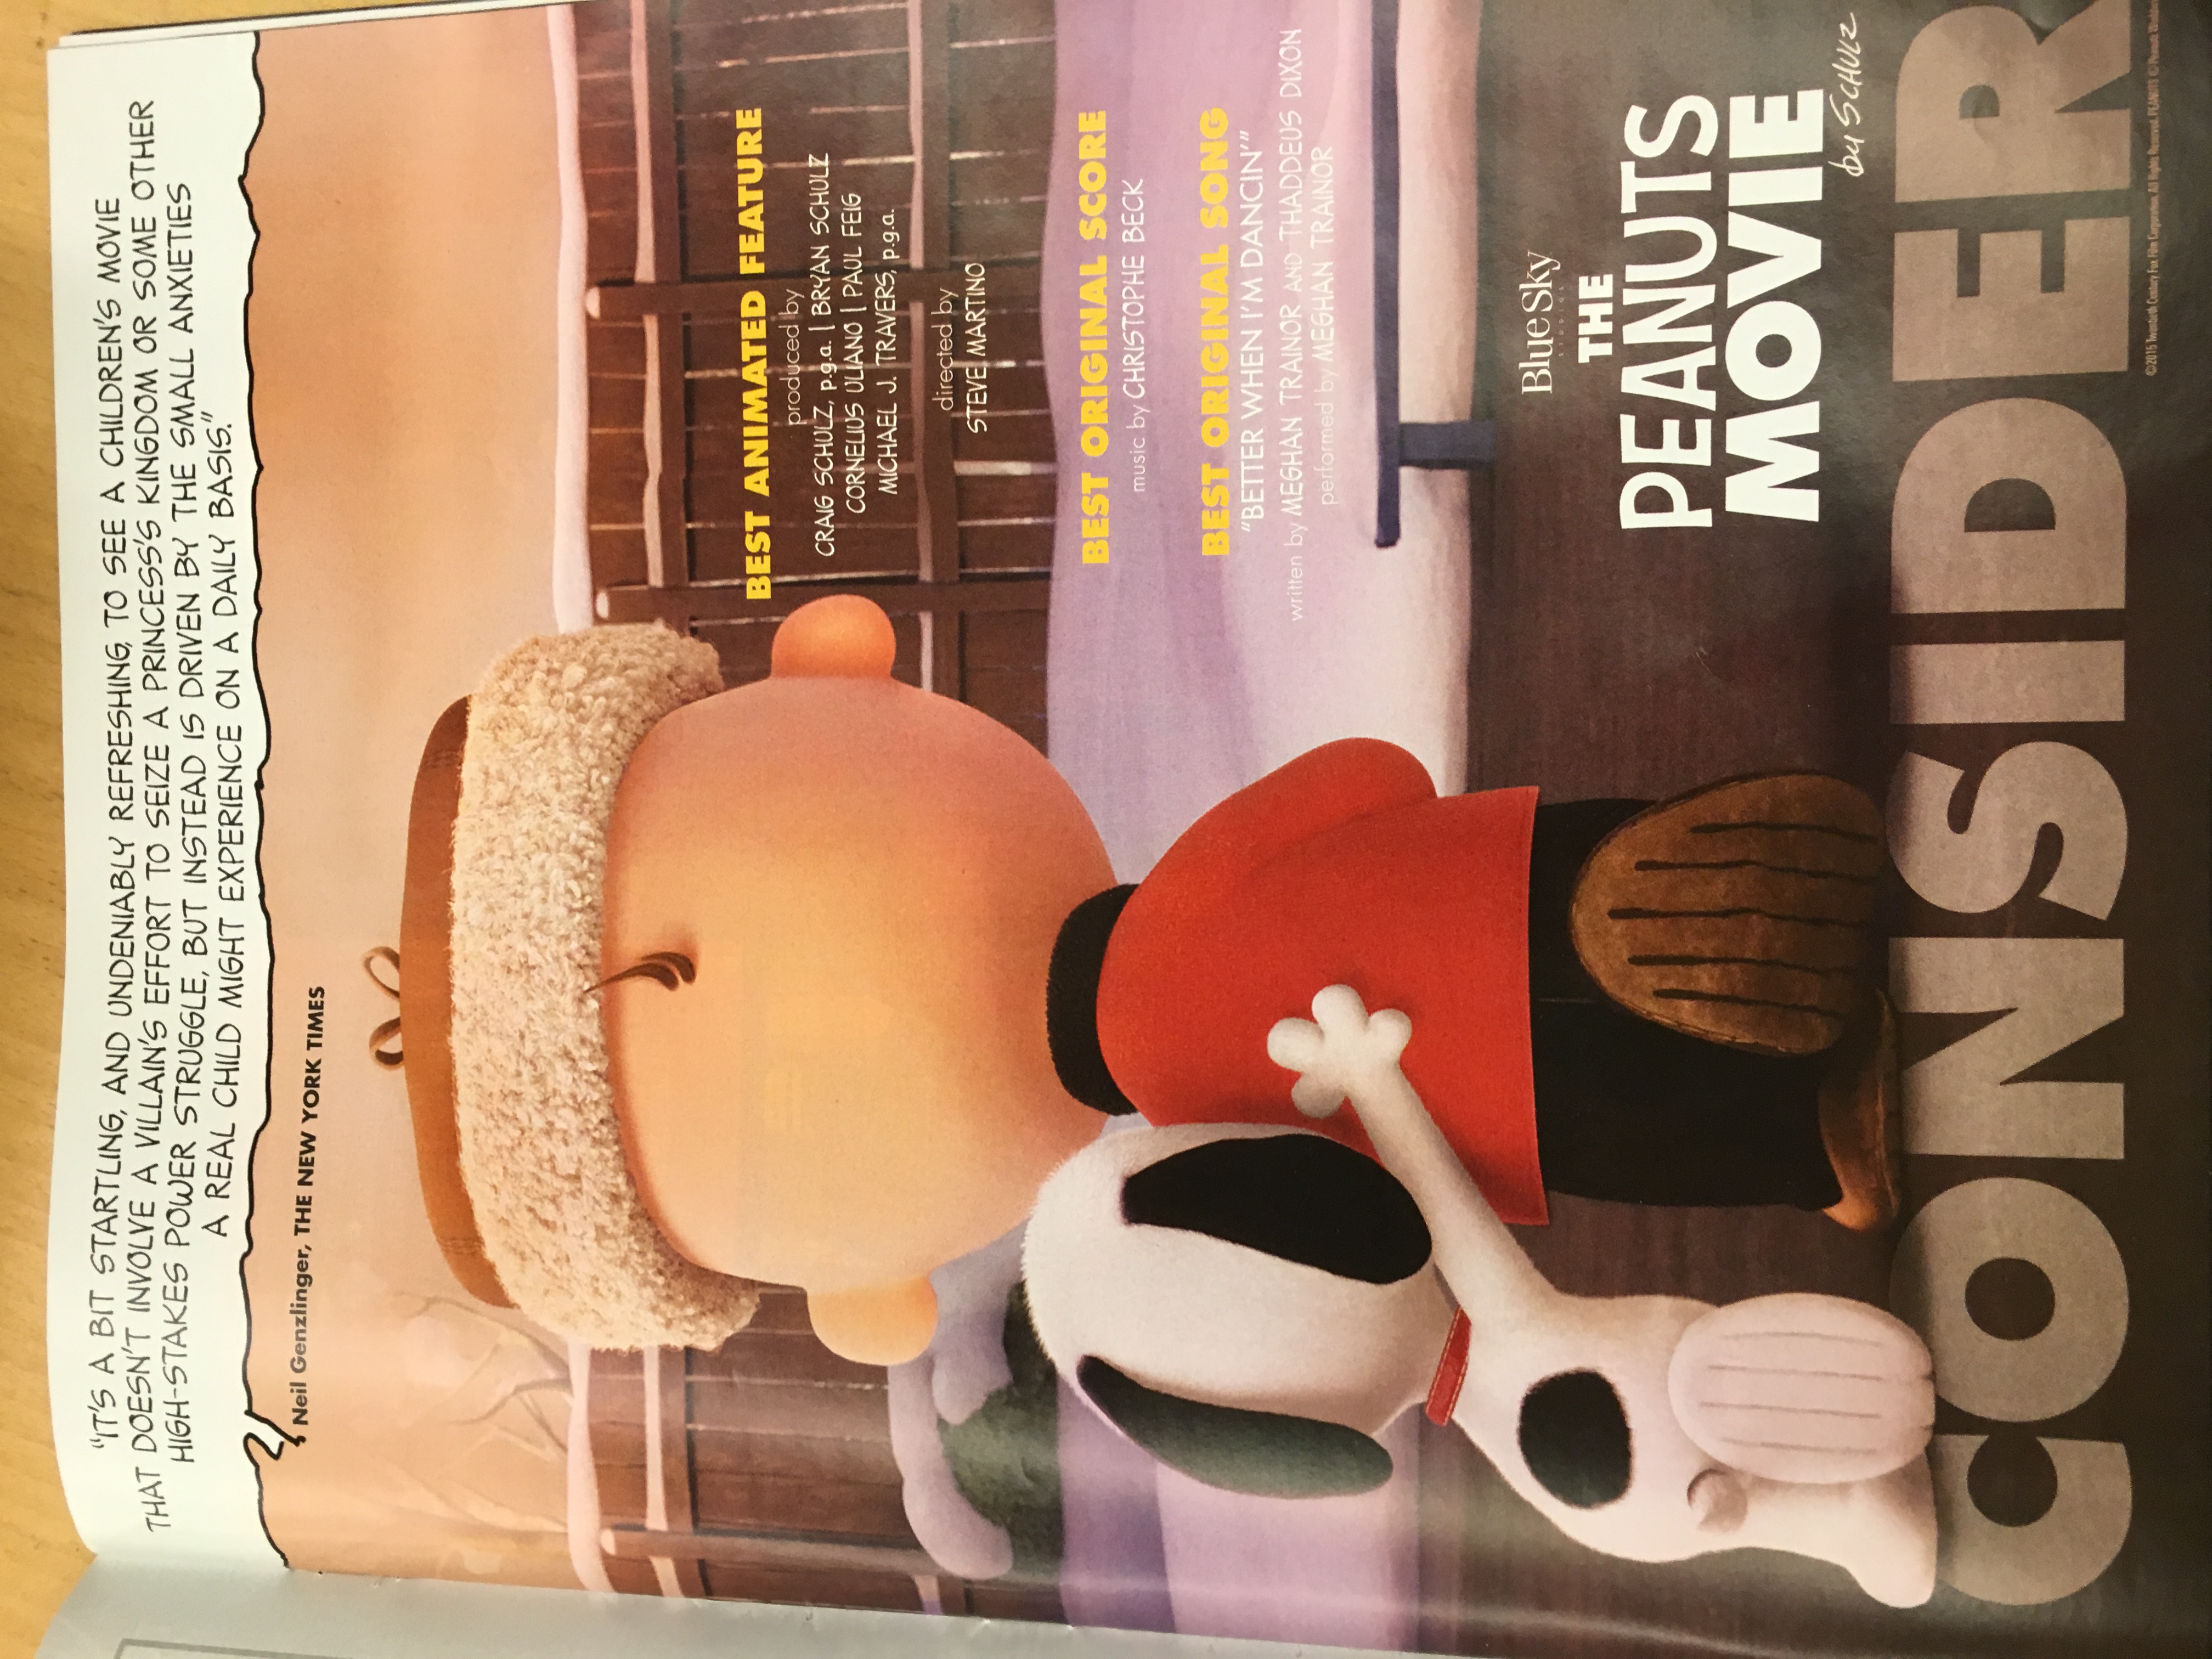 "IT'S A BIT STARTLING, AND UNDENIABLY REFRESHING, TO SEE A CHILDREN'S MOVIE
THAT DOESN'T INVOLVE A VILLAIN'S EFFORT TO SEIZE A PRINCESS'S KINGDOM OR SOME OTHER
HIGH-STAKES POWER STRUGGLE, BUT INSTEAD IS DRIVEN BY THE SMALL ANXIETIES
A REAL CHILD MIGHT EXPERIENCE ON A DAILY BASIS."
Neil Genzlinger, THE NEW YORK TIMES
BEST ANIMATED FEATURE
produced by
CRAIG SCHULZ, p.g.a. | BRYAN SCHULZ
CORNELIUS ULIANO | PAUL FEIG
MICHAEL J. TRAVERS, p.g.a.
directed by
STEVE MARTINO
BEST ORIGINAL SCORE
music by CHRISTOPHE BECK
BEST ORIGINAL SONG
"BETTER WHEN I'M DANCIN'"
written by MEGHAN TRAINOR AND THADDEUS DIXON
performed by MEGHAN TRAINOR
Blue Sky
STUDIOS
THE
PEANUTS
MOVIE
by SCHULZ
CONSIDER
©2015 Twentieth Century Fox Film Corporation. All Rights Reserved. PEANUTS © Peanuts